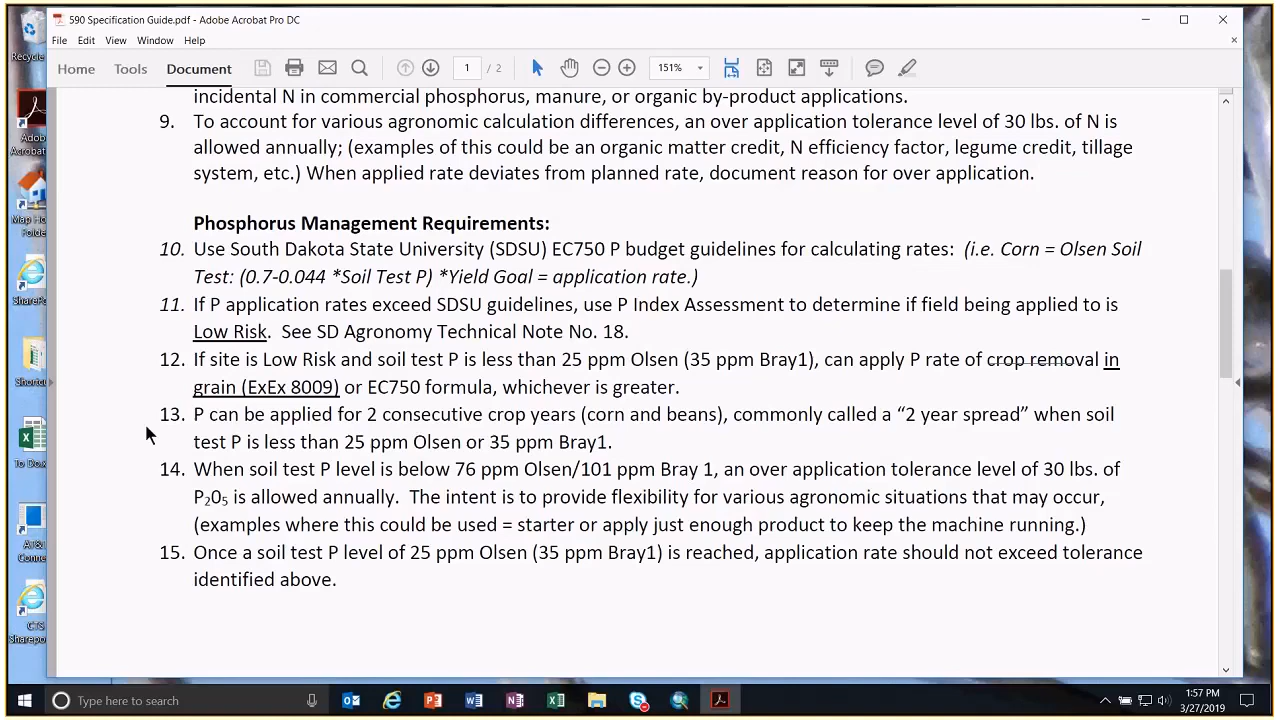 590 Specification Guide.pdf - Adobe Acrobat Pro DC
File Edit View Window Help
Home Tools Document 1 / 2 151%
incidental N in commercial phosphorus, manure, or organic by-product applications.
9. To account for various agronomic calculation differences, an over application tolerance level of 30 lbs. of N is
allowed annually; (examples of this could be an organic matter credit, N efficiency factor, legume credit, tillage
system, etc.) When applied rate deviates from planned rate, document reason for over application.
Phosphorus Management Requirements:
10. Use South Dakota State University (SDSU) EC750 P budget guidelines for calculating rates: (i.e. Corn = Olsen Soil
Test: (0.7-0.044 *Soil Test P) *Yield Goal = application rate.)
11. If P application rates exceed SDSU guidelines, use P Index Assessment to determine if field being applied to is
Low Risk. See SD Agronomy Technical Note No. 18.
12. If site is Low Risk and soil test P is less than 25 ppm Olsen (35 ppm Bray1), can apply P rate of crop removal in
grain (ExEx 8009) or EC750 formula, whichever is greater.
13. P can be applied for 2 consecutive crop years (corn and beans), commonly called a “2 year spread” when soil
test P is less than 25 ppm Olsen or 35 ppm Bray1.
14. When soil test P level is below 76 ppm Olsen/101 ppm Bray 1, an over application tolerance level of 30 lbs. of
P₂0₅ is allowed annually. The intent is to provide flexibility for various agronomic situations that may occur,
(examples where this could be used = starter or apply just enough product to keep the machine running.)
15. Once a soil test P level of 25 ppm Olsen (35 ppm Bray1) is reached, application rate should not exceed tolerance
identified above.
Recycle
Adob
Acrobat
Map Ho
Folde
SharePo
Shortc
To Do.x
AT&
Conne
CTS
Sharepo
Type here to search
1:57 PM
3/27/2019